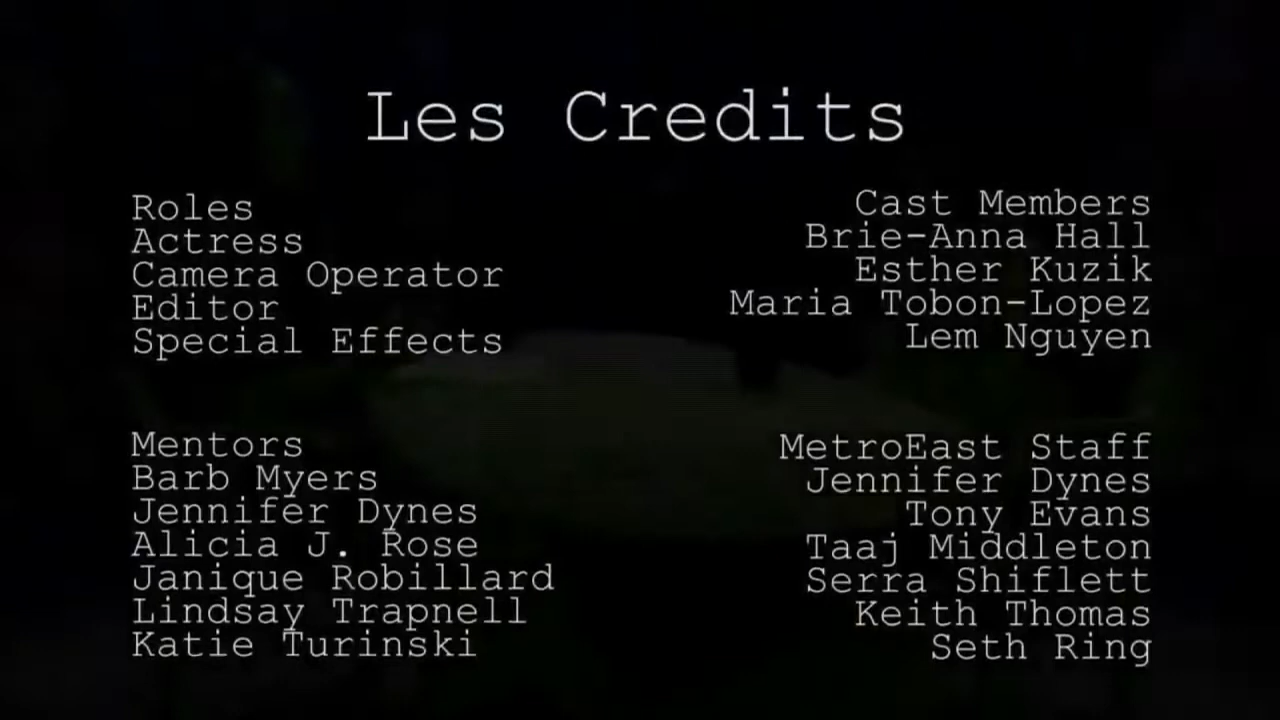 Les Credits
Roles
Actress
Camera Operator
Editor
Special Effects
Cast Members
Brie-Anna Hall
Esther Kuzik
Maria Tobon-Lopez
Lem Nguyen
Mentors
Barb Myers
Jennifer Dynes
Alicia J. Rose
Janique Robillard
Lindsay Trapnell
Katie Turinski
MetroEast Staff
Jennifer Dynes
Tony Evans
Taaj Middleton
Serra Shiflett
Keith Thomas
Seth Ring